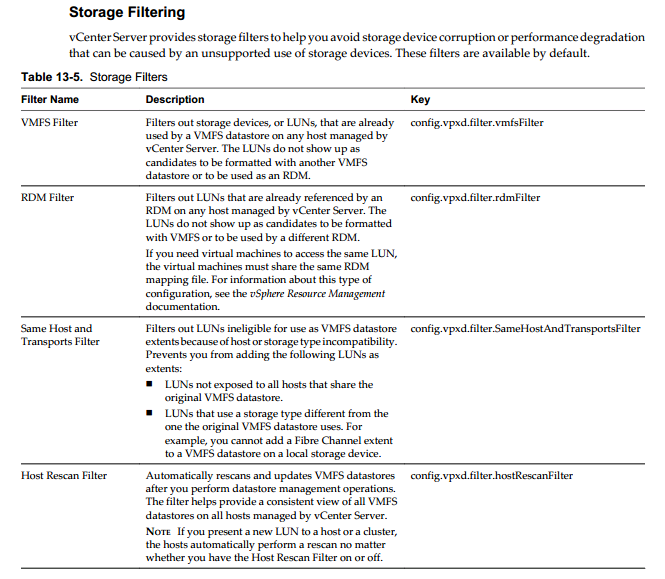 Storage Filtering
vCenter Server provides storage filters to help you avoid storage device corruption or performance degradation
that can be caused by an unsupported use of storage devices. These filters are available by default.
Table 13-5. Storage Filters
Filter Name Description Key
VMFS Filter Filters out storage devices, or LUNs, that are already config.vpxd.filter.vmfsFilter
used by a VMFS datastore on any host managed by
vCenter Server. The LUNs do not show up as
candidates to be formatted with another VMFS
datastore or to be used as an RDM.
RDM Filter Filters out LUNs that are already referenced by an config.vpxd.filter.rdmFilter
RDM on any host managed by vCenter Server. The
LUNs do not show up as candidates to be formatted
with VMFS or to be used by a different RDM.
If you need virtual machines to access the same LUN,
the virtual machines must share the same RDM
mapping file. For information about this type of
configuration, see the vSphere Resource Management
documentation.
Same Host and Filters out LUNs ineligible for use as VMFS datastore config.vpxd.filter.SameHostAndTransportsFilter
Transports Filter extents because of host or storage type incompatibility.
Prevents you from adding the following LUNs as
extents:
■ LUNs not exposed to all hosts that share the
original VMFS datastore.
■ LUNs that use a storage type different from the
one the original VMFS datastore uses. For
example, you cannot add a Fibre Channel extent
to a VMFS datastore on a local storage device.
Host Rescan Filter Automatically rescans and updates VMFS datastores config.vpxd.filter.hostRescanFilter
after you perform datastore management operations.
The filter helps provide a consistent view of all VMFS
datastores on all hosts managed by vCenter Server.
NOTE If you present a new LUN to a host or a cluster,
the hosts automatically perform a rescan no matter
whether you have the Host Rescan Filter on or off.